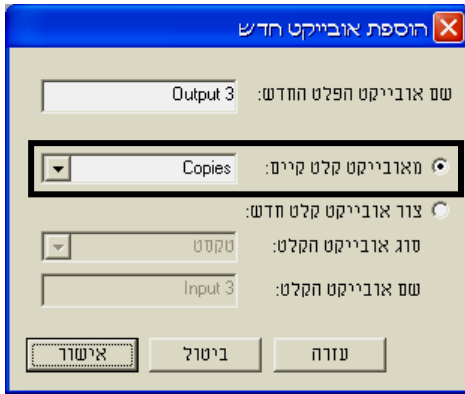 הוספת אובייקט חדש
שם אובייקט הפלט החדש: Output 3
מאובייקט קלט קיים: Copies
צור אובייקט קלט חדש:
סוג אובייקט הקלט: טקסט
שם אובייקט הקלט: Input 3
עזרה ביטול אישור